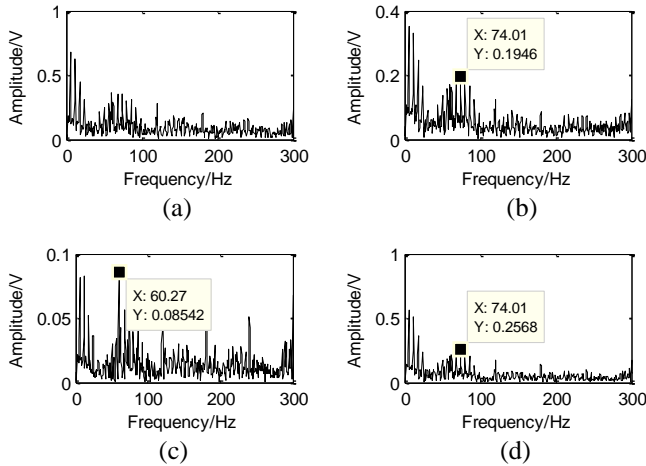 1
0.5
0
Amplitude/V
0 100 200 300
Frequency/Hz
(a)
0.4
0.2
0
Amplitude/V
X: 74.01
Y: 0.1946
0 100 200 300
Frequency/Hz
(b)
0.1
0.05
0
Amplitude/V
X: 60.27
Y: 0.08542
0 100 200 300
Frequency/Hz
(c)
1
0.5
0
Amplitude/V
X: 74.01
Y: 0.2568
0 100 200 300
Frequency/Hz
(d)